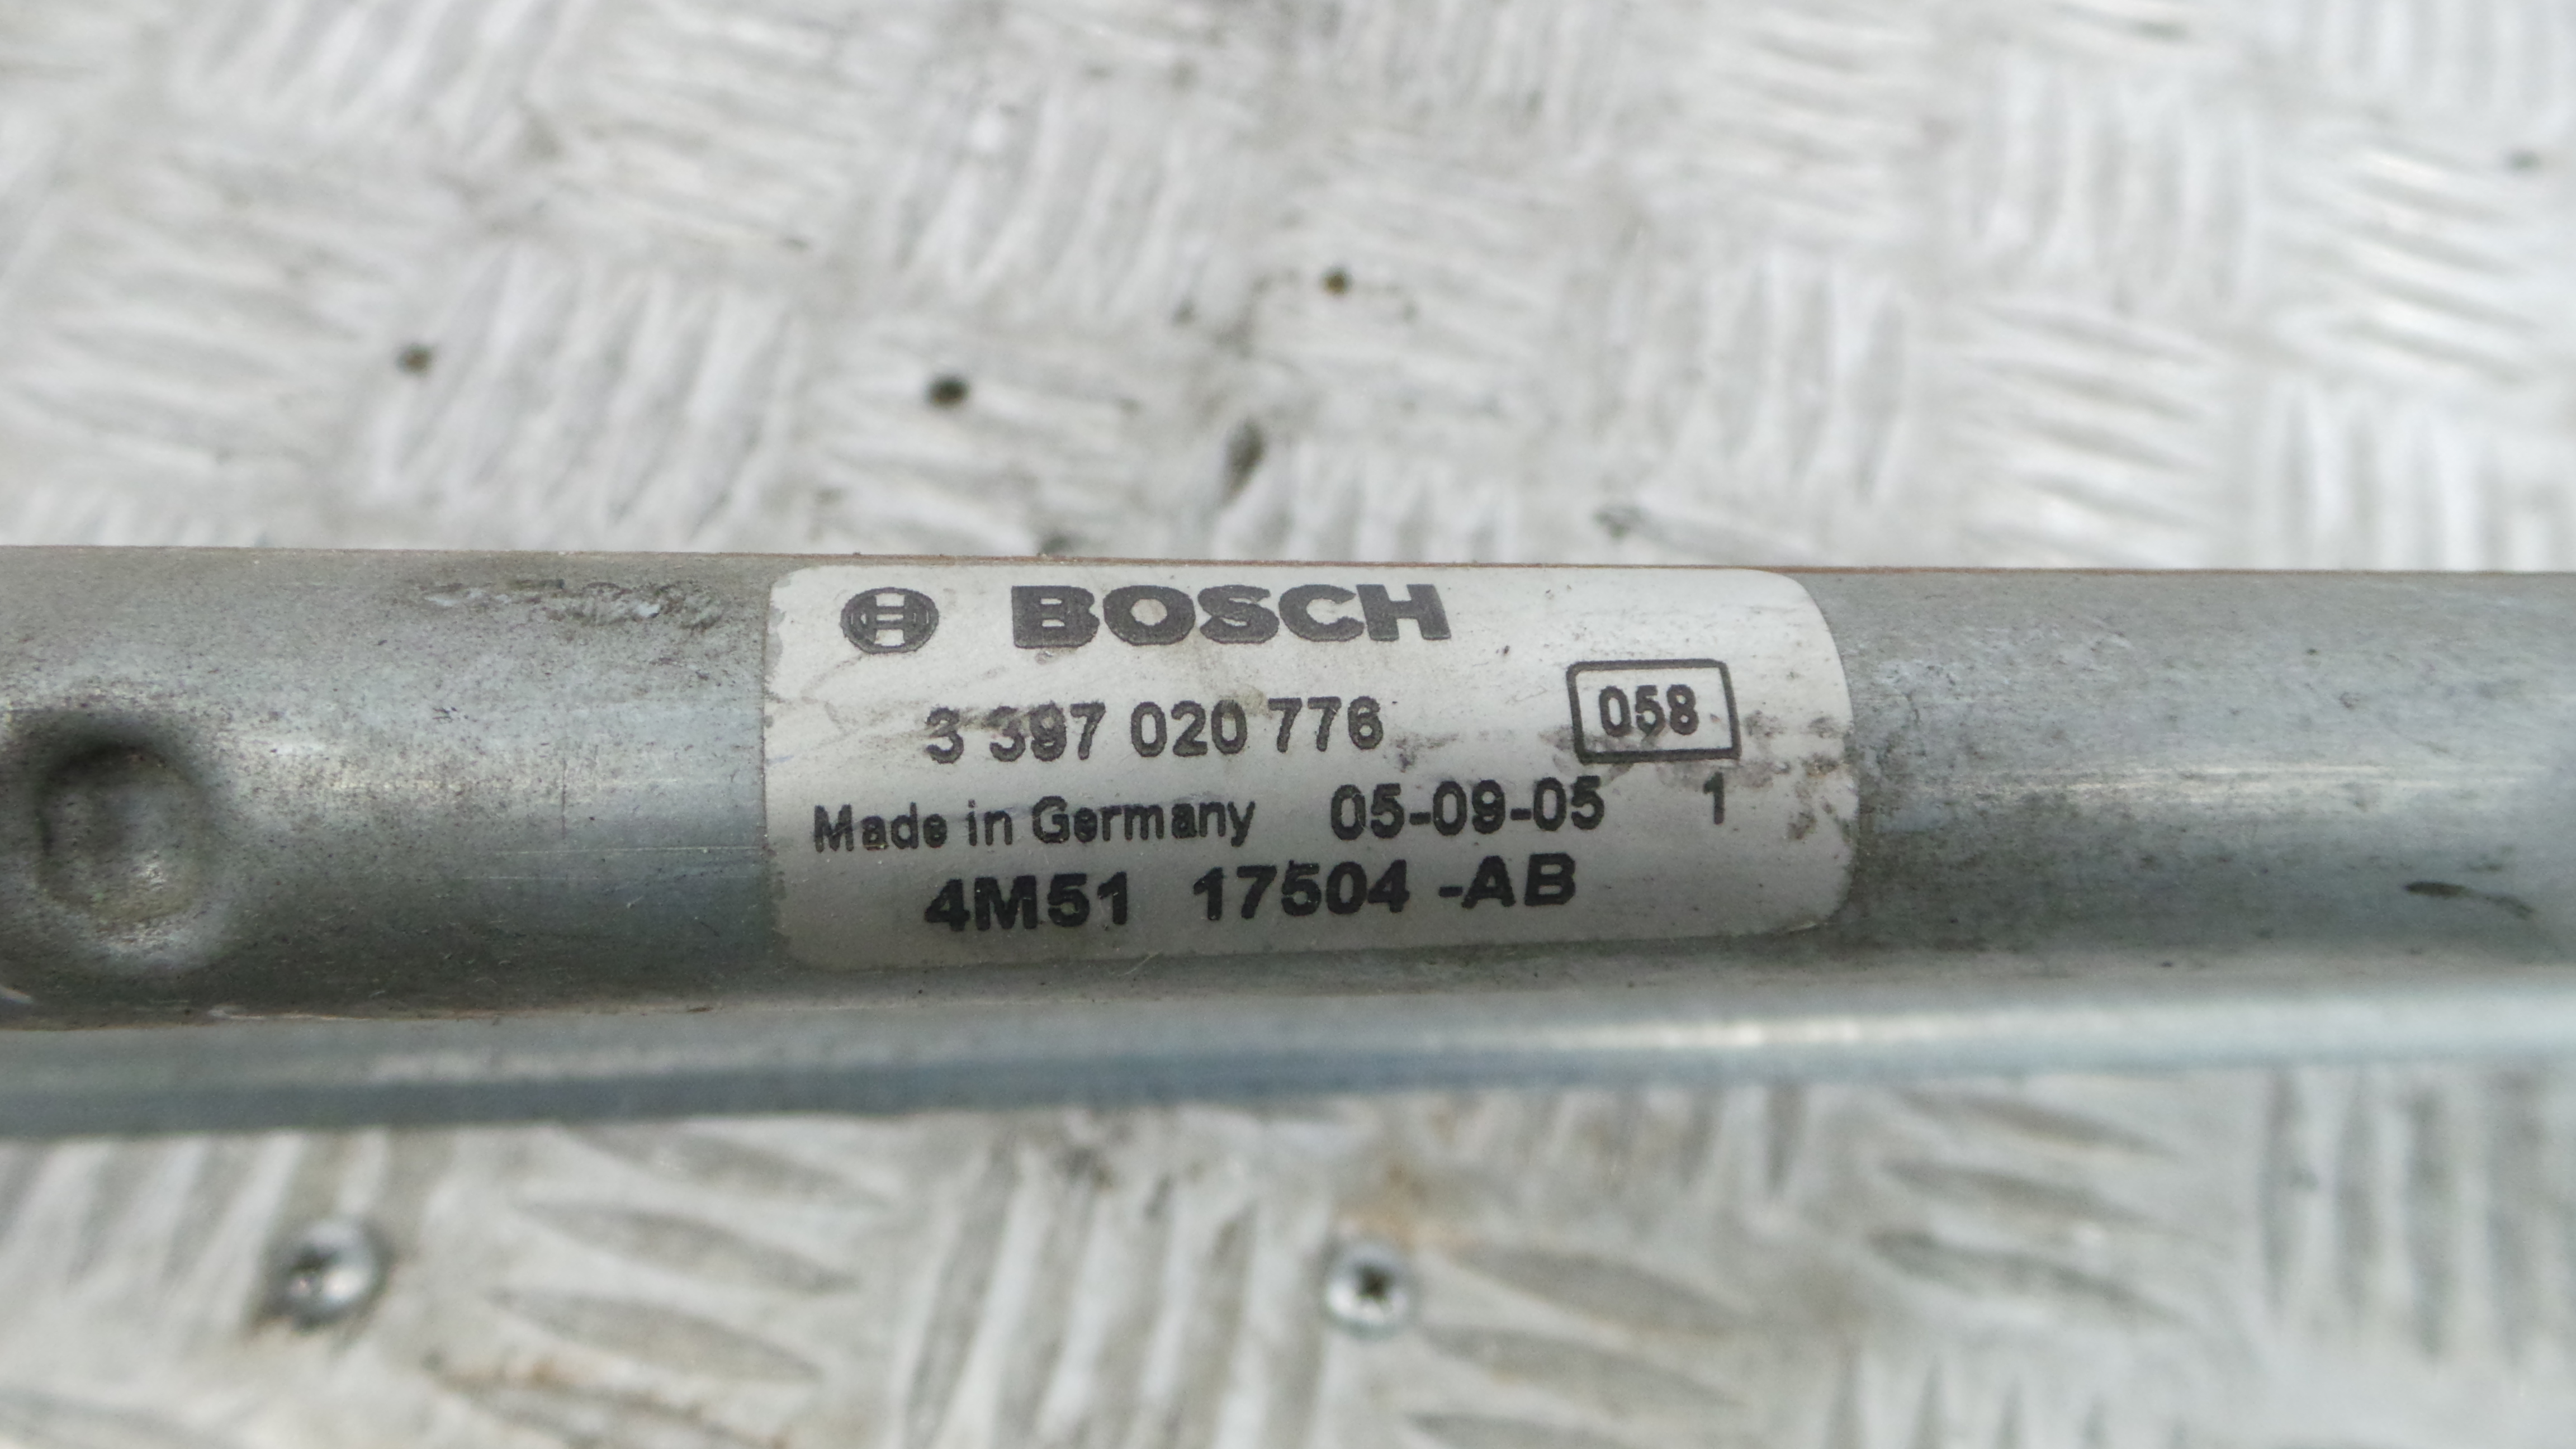 BOSCH
3 397 020 776 058
Made in Germany 05-09-05 1
4M51 17504 -AB